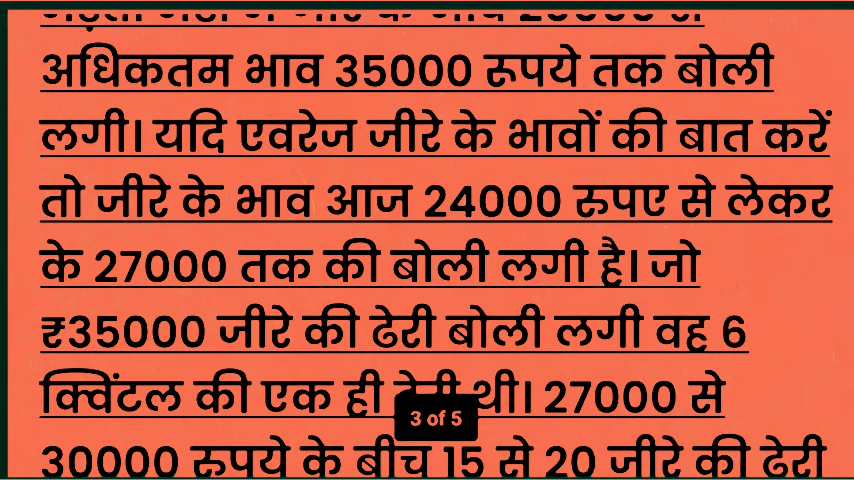 अधिकतम भाव 35000 रूपये तक बोली
लगी। यदि एवरेज जीरे के भावों की बात करें
तो जीरे के भाव आज 24000 रुपए से लेकर
के 27000 तक की बोली लगी है। जो
₹35000 जीरे की ढेरी बोली लगी वह 6
क्विंटल की एक ही ढेरी थी। 27000 से
3 of 5
30000 रुपये के बीच 15 से 20 जीरे की ढेरी